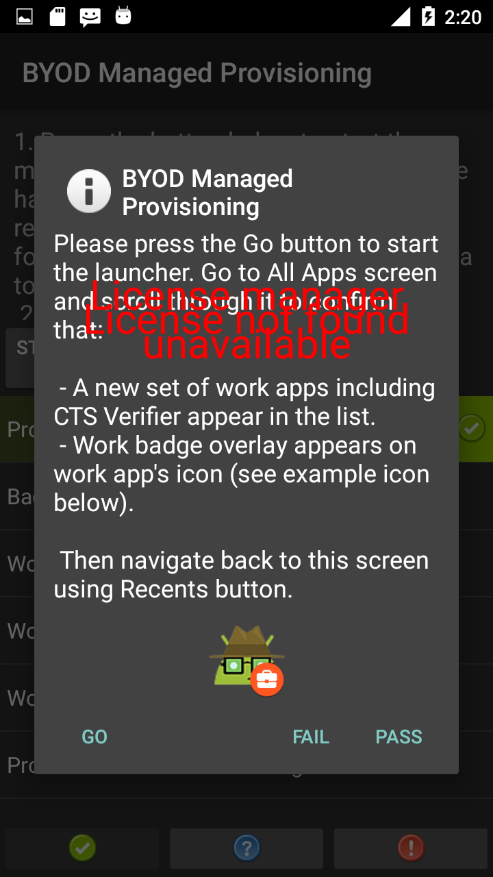 2:20
BYOD Managed Provisioning
BYOD Managed
Provisioning
Please press the Go button to start
the launcher. Go to All Apps screen
and scroll through it to confirm
that:
License manager
License not found
unavailable
- A new set of work apps including
CTS Verifier appear in the list.
- Work badge overlay appears on
work app's icon (see example icon
below).
Then navigate back to this screen
using Recents button.
GO FAIL PASS